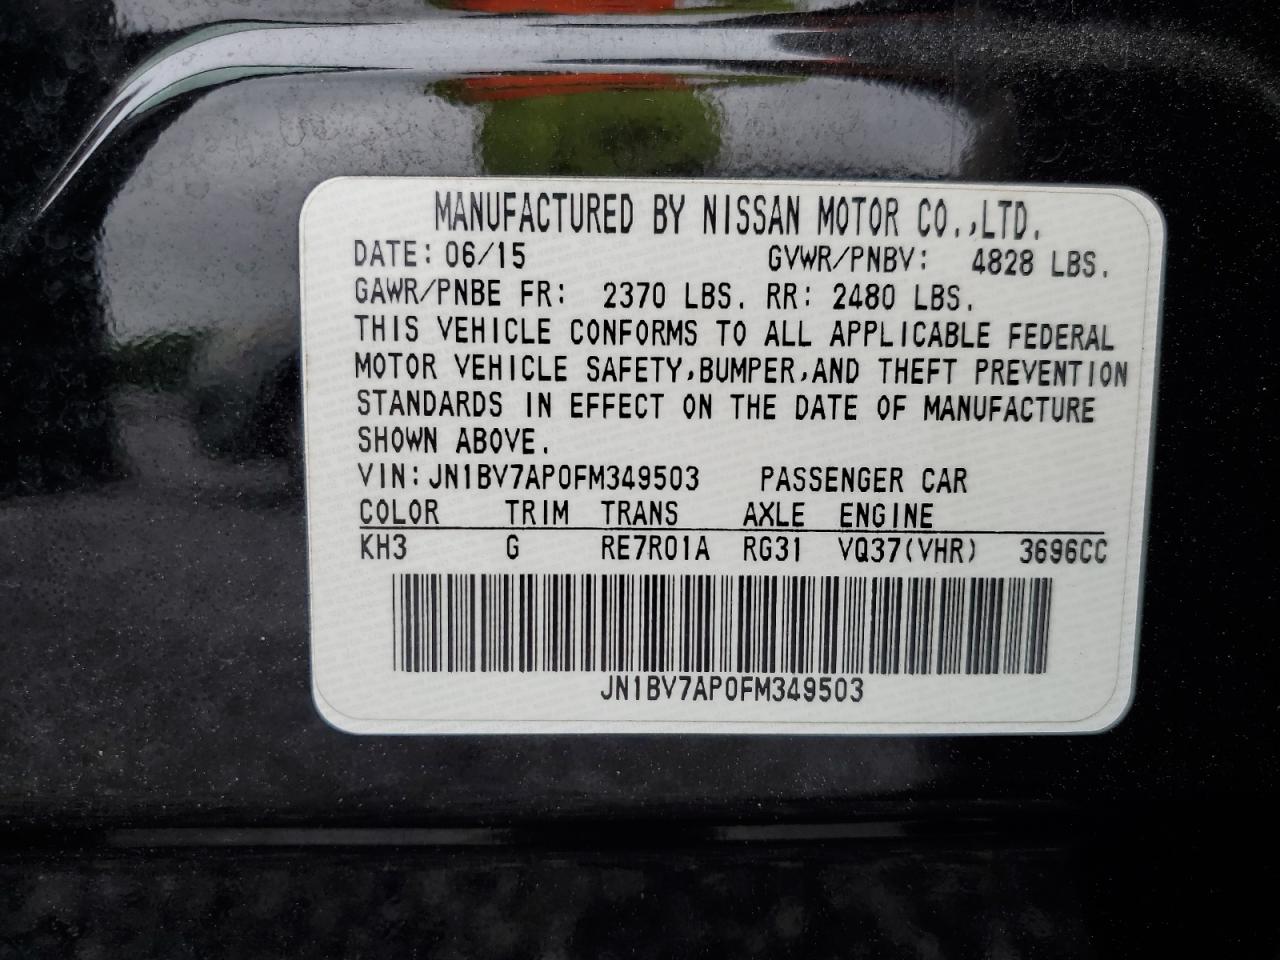 MANUFACTURED BY NISSAN MOTOR CO.,LTD.
DATE: 06/15 GVWR/PNBV: 4828 LBS.
GAWR/PNBE FR: 2370 LBS. RR: 2480 LBS.
THIS VEHICLE CONFORMS TO ALL APPLICABLE FEDERAL
MOTOR VEHICLE SAFETY,BUMPER,AND THEFT PREVENTION
STANDARDS IN EFFECT ON THE DATE OF MANUFACTURE
SHOWN ABOVE.
VIN:JN1BV7AP0FM349503 PASSENGER CAR
COLOR TRIM TRANS AXLE ENGINE
KH3 G RE7R01A RG31 VQ37(VHR) 3696CC
JN1BV7AP0FM349503